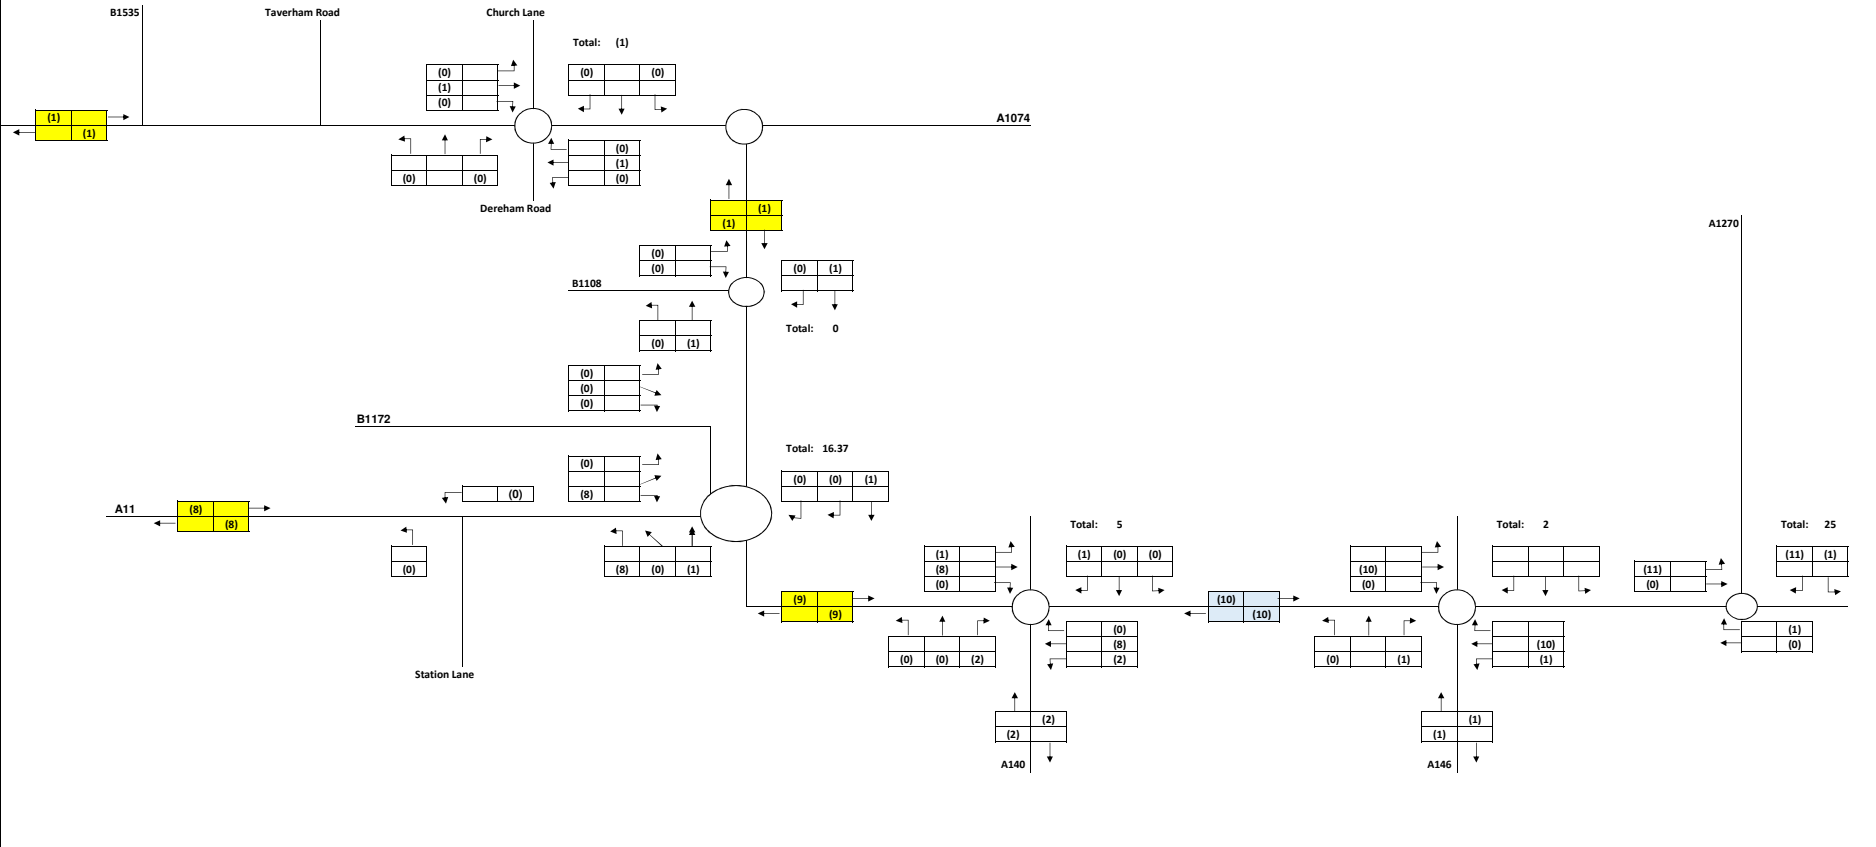 B1535
Taverham Road
Church Lane
Total: (1)
(0)
(1)
(0)
(0) (0)
(1)
(1)
A1074
(0) (0)
(0)
(1)
(0)
Dereham Road
(1)
(1)
A1270
(0)
(0)
(0) (1)
B1108
Total: 0
(0) (1)
(0)
(0)
(0)
B1172
Total: 16.37
(0)
(8)
(0) (0) (1)
(0)
A11
(8)
(8)
(0)
(8) (0) (1)
Total: 5
Total: 2
Total: 25
(1)
(8)
(0)
(1) (0) (0)
(10)
(0)
(11)
(0)
(11) (1)
(9)
(9)
(10)
(10)
(0) (0) (2)
(0)
(8)
(2)
(0) (1)
(10)
(1)
(1)
(0)
Station Lane
(2)
(2)
(1)
(1)
A140
A146